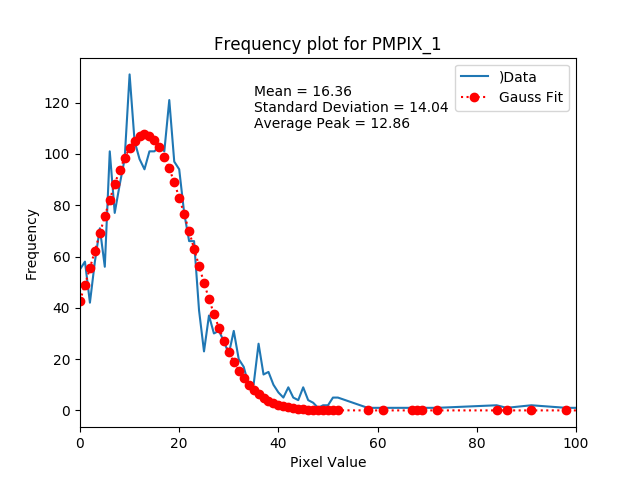 Frequency plot for PMPIX_1
)Data
Gauss Fit
Mean = 16.36
Standard Deviation = 14.04
Average Peak = 12.86
Frequency
120
100
80
60
40
20
0
0 20 40 60 80 100
Pixel Value